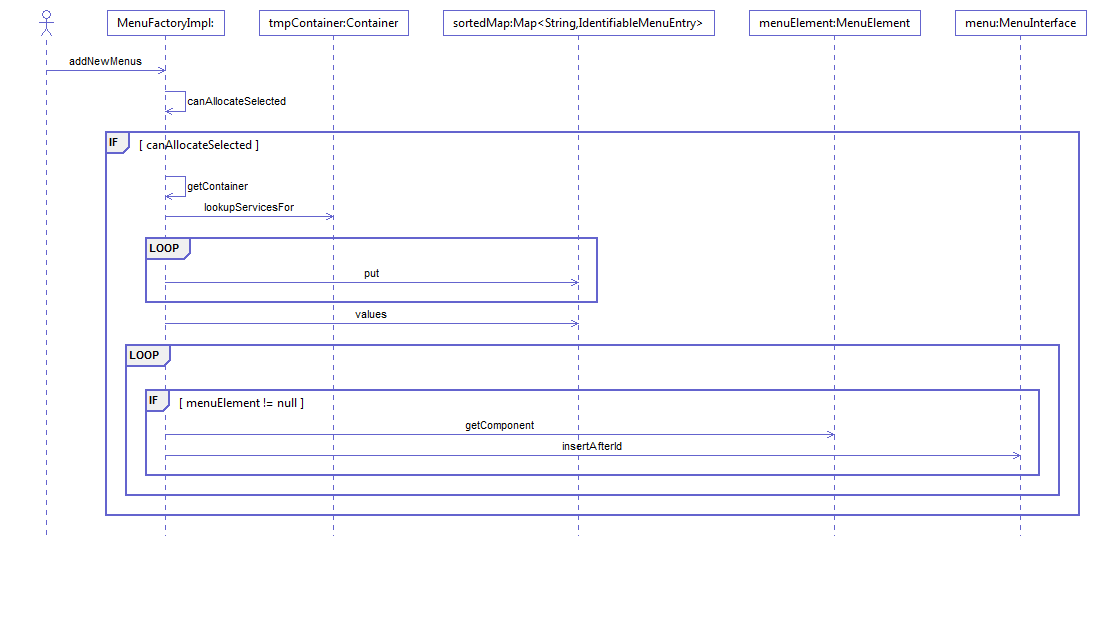 MenuFactoryImpl:
tmpContainer:Container
sortedMap:Map<String,IdentifiableMenuEntry>
menuElement:MenuElement
menu:MenuInterface
addNewMenus
canAllocateSelected
IF
[ canAllocateSelected ]
getContainer
lookupServicesFor
LOOP
put
values
LOOP
IF
[ menuElement != null ]
getComponent
insertAfterId